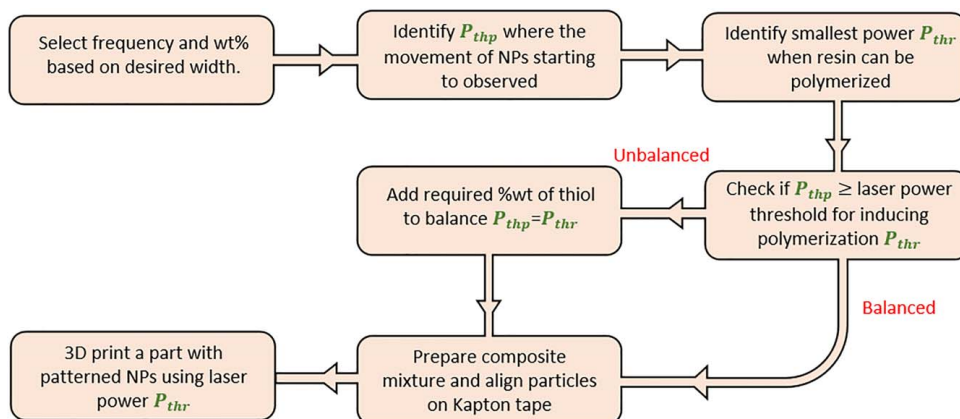 Select frequency and wt%
based on desired width.
Identify P_thp where the
movement of NPs starting
to observed
Identify smallest power P_thr
when resin can be
polymerized
Unbalanced
Check if P_thp ≥ laser power
threshold for inducing
polymerization P_thr
Add required %wt of thiol
to balance P_thp=P_thr
Balanced
Prepare composite
mixture and align particles
on Kapton tape
3D print a part with
patterned NPs using laser
power P_thr